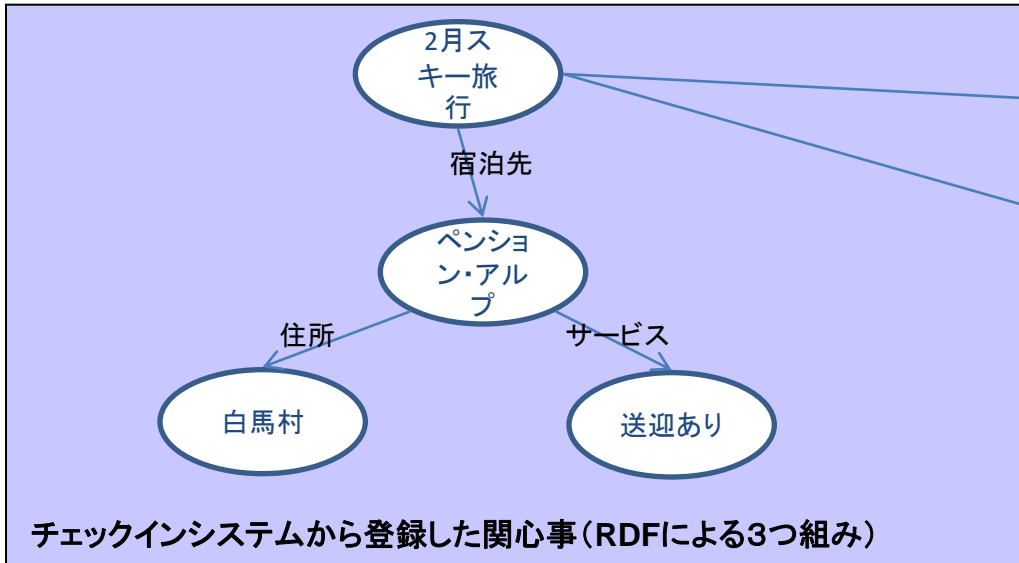 2月ス
キー旅
行
宿泊先
ペンショ
ン・アル
プ
住所
サービス
白馬村
送迎あり
チェックインシステムから登録した関心事（RDFによる３つ組み）